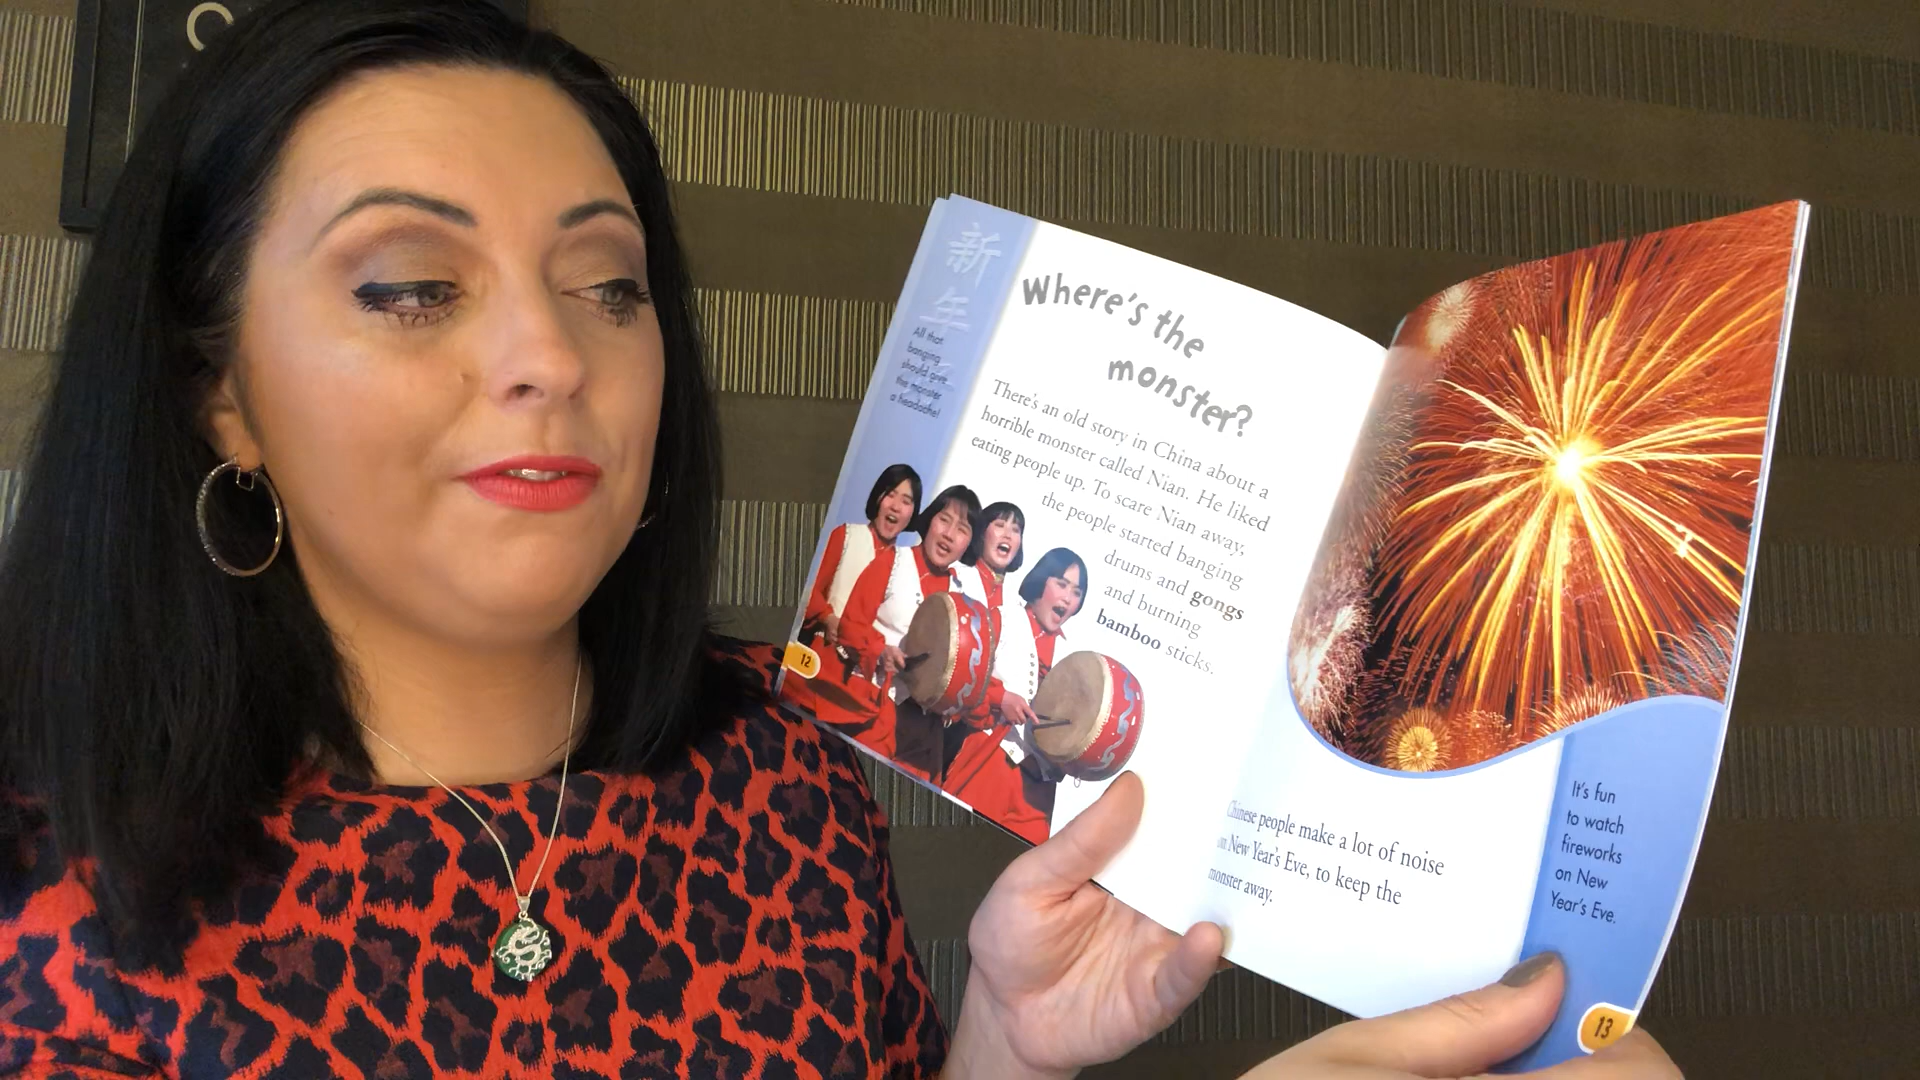 新
年
All that
banging
should give
the monster
a headache!
Where's the
monster?
There's an old story in China about a
horrible monster called Nian. He liked
eating people up. To scare Nian away,
the people started banging
drums and gongs
and burning
bamboo sticks.
12
Chinese people make a lot of noise
on New Year's Eve, to keep the
monster away.
It's fun
to watch
fireworks
on New
Year's Eve.
13